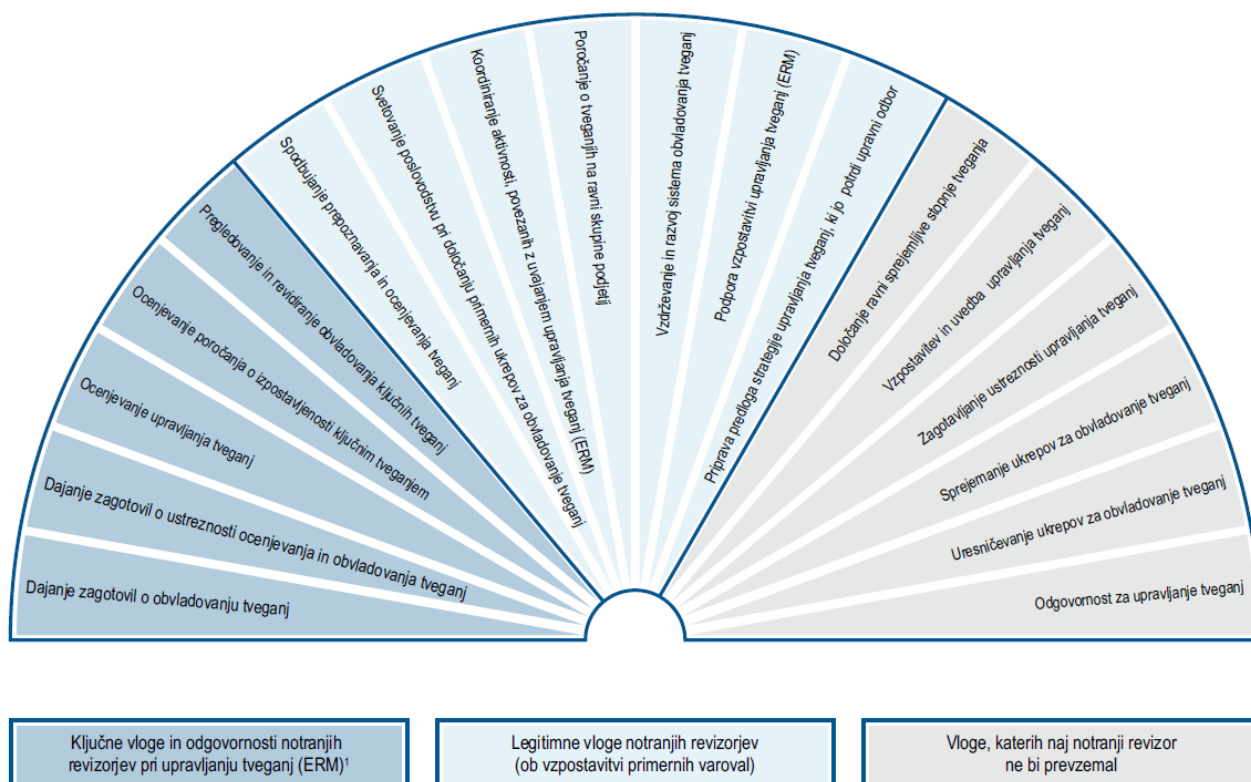 Dajanje zagotovil o obvladovanju tveganj
Dajanje zagotovil o ustreznosti ocenjevanja in obvladovanja tveganj
Ocenjevanje upravljanja tveganj
Ocenjevanje poročanja o izpostavljenosti ključnim tveganjem
Pregledovanje in revidiranje obvladovanja ključnih tveganj
Spodbujanje prepoznavanja in ocenjevanja tveganj
Svetovanje poslovodstvu pri določanju primernih ukrepov za obvladovanje tveganj
Koordiniranje aktivnosti, povezanih z uvajanjem upravljanja tveganj (ERM)
Poročanje o tveganjih na ravni skupine podjetij
Vzdrževanje in razvoj sistema obvladovanja tveganj
Podpora vzpostavitvi upravljanja tveganj (ERM)
Priprava predloga strategije upravljanja tveganj, ki jo potrdi upravni odbor
Določanje ravni sprejemljive stopnje tveganja
Vzpostavitev in uvedba upravljanja tveganj
Zagotavljanje ustreznosti upravljanja tveganj
Sprejemanje ukrepov za obvladovanje tveganj
Uresničevanje ukrepov za obvladovanje tveganj
Odgovornost za upravljanje tveganj
Ključne vloge in odgovornosti notranjih
revizorjev pri upravljanju tveganj (ERM)¹
Legitimne vloge notranjih revizorjev
(ob vzpostavitvi primernih varoval)
Vloge, katerih naj notranji revizor
ne bi prevzemal